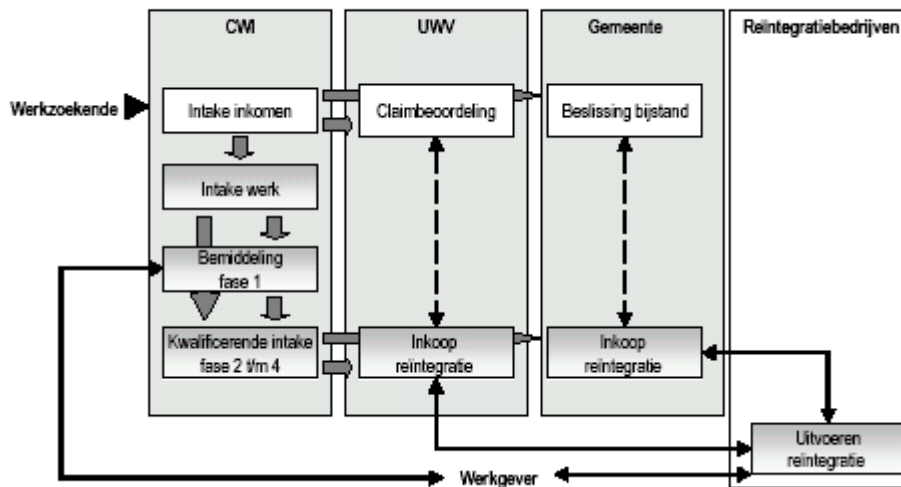 CWI
UWV
Gemeente
Reïntegratiebedrijven
Werkzoekende
Intake inkomen
Claimbeoordeling
Beslissing bijstand
Intake werk
Bemiddeling
fase 1
Kwalificerende intake
fase 2 t/m 4
Inkoop
reïntegratie
Inkoop
reïntegratie
Uitvoeren
reïntegratie
Werkgever